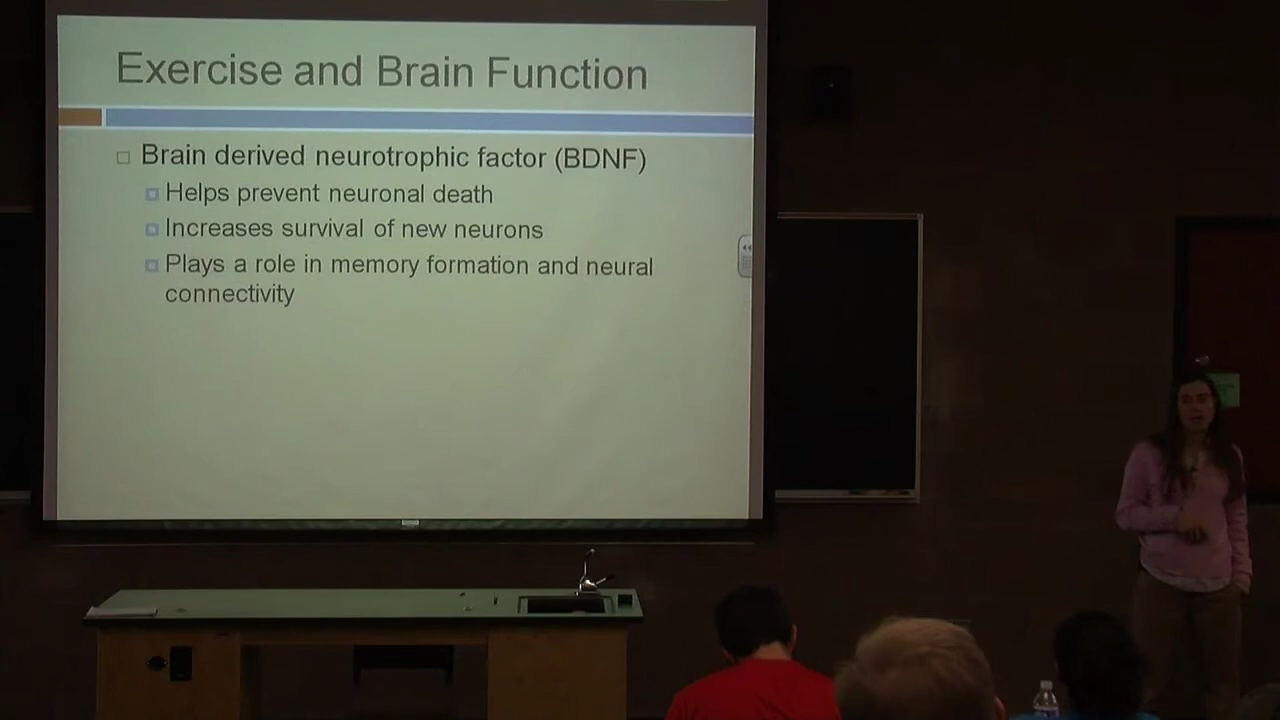 Exercise and Brain Function
Brain derived neurotrophic factor (BDNF)
Helps prevent neuronal death
Increases survival of new neurons
Plays a role in memory formation and neural
connectivity